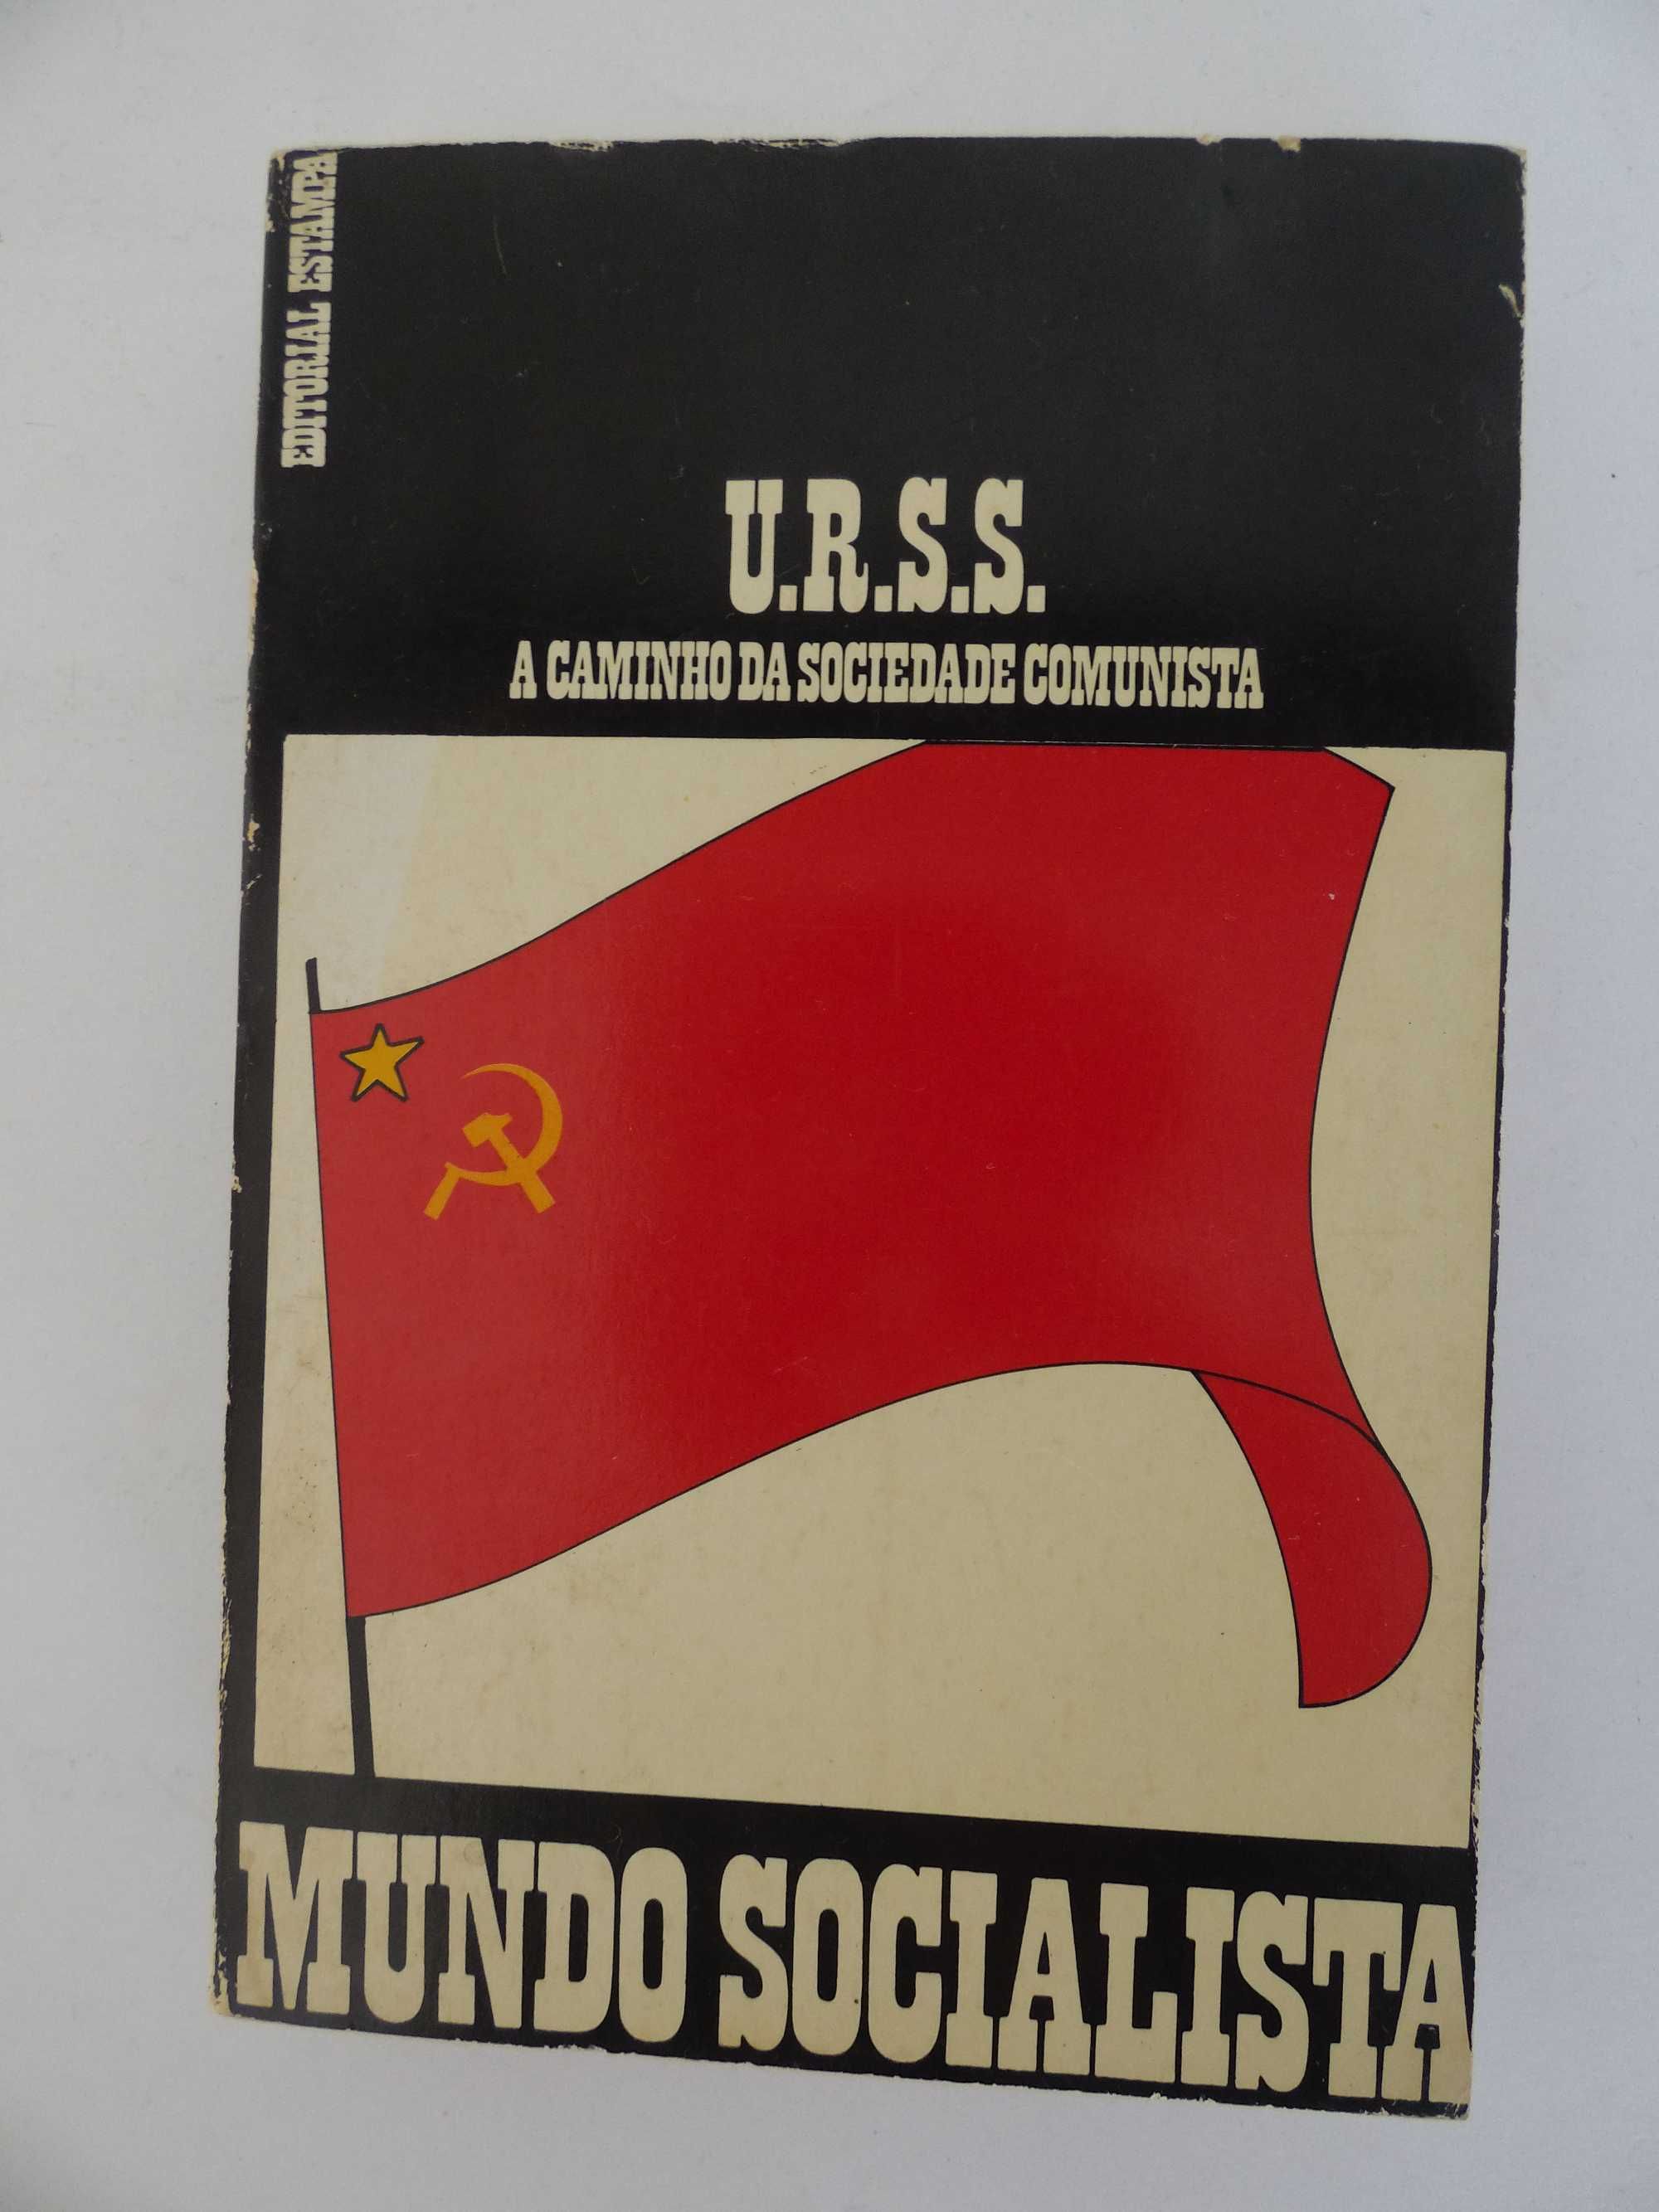 EDITORIAL ESTAMPA
U.R.S.S.
A CAMINHO DA SOCIEDADE COMUNISTA
MUNDO SOCIALISTA